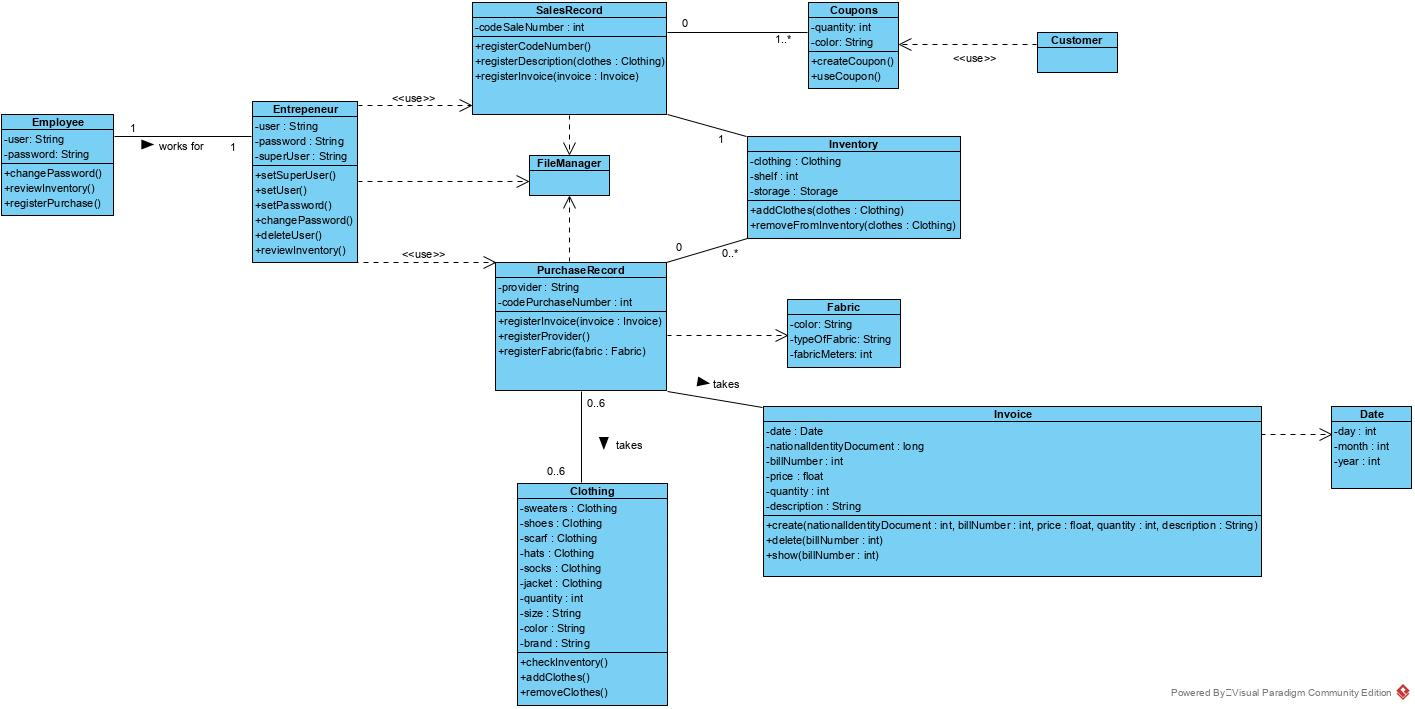 SalesRecord
-codeSaleNumber : int
+registerCodeNumber()
+registerDescription(clothes : Clothing)
+registerInvoice(invoice : Invoice)
0
1..*
Coupons
-quantity: int
-color: String
+createCoupon()
+useCoupon()
<<use>>
Customer
Employee
-user: String
-password: String
+changePassword()
+reviewInventory()
+registerPurchase()
1
works for
1
Entrepeneur
-user : String
-password : String
-superUser : String
+setSuperUser()
+setUser()
+setPassword()
+changePassword()
+deleteUser()
+reviewInventory()
<<use>>
<<use>>
FileManager
1
Inventory
-clothing : Clothing
-shelf : int
-storage : Storage
+addClothes(clothes : Clothing)
+removeFromInventory(clothes : Clothing)
0
0..*
PurchaseRecord
-provider : String
-codePurchaseNumber : int
+registerInvoice(invoice : Invoice)
+registerProvider()
+registerFabric(fabric : Fabric)
Fabric
-color: String
-typeOfFabric: String
-fabricMeters: int
takes
0..6
takes
0..6
Invoice
-date : Date
-nationalIdentityDocument : long
-billNumber : int
-price : float
-quantity : int
-description : String
+create(nationalIdentityDocument : int, billNumber : int, price : float, quantity : int, description : String)
+delete(billNumber : int)
+show(billNumber : int)
Date
-day : int
-month : int
-year : int
Clothing
-sweaters : Clothing
-shoes : Clothing
-scarf : Clothing
-hats : Clothing
-socks : Clothing
-jacket : Clothing
-quantity : int
-size : String
-color : String
-brand : String
+checkInventory()
+addClothes()
+removeClothes()
Powered By Visual Paradigm Community Edition